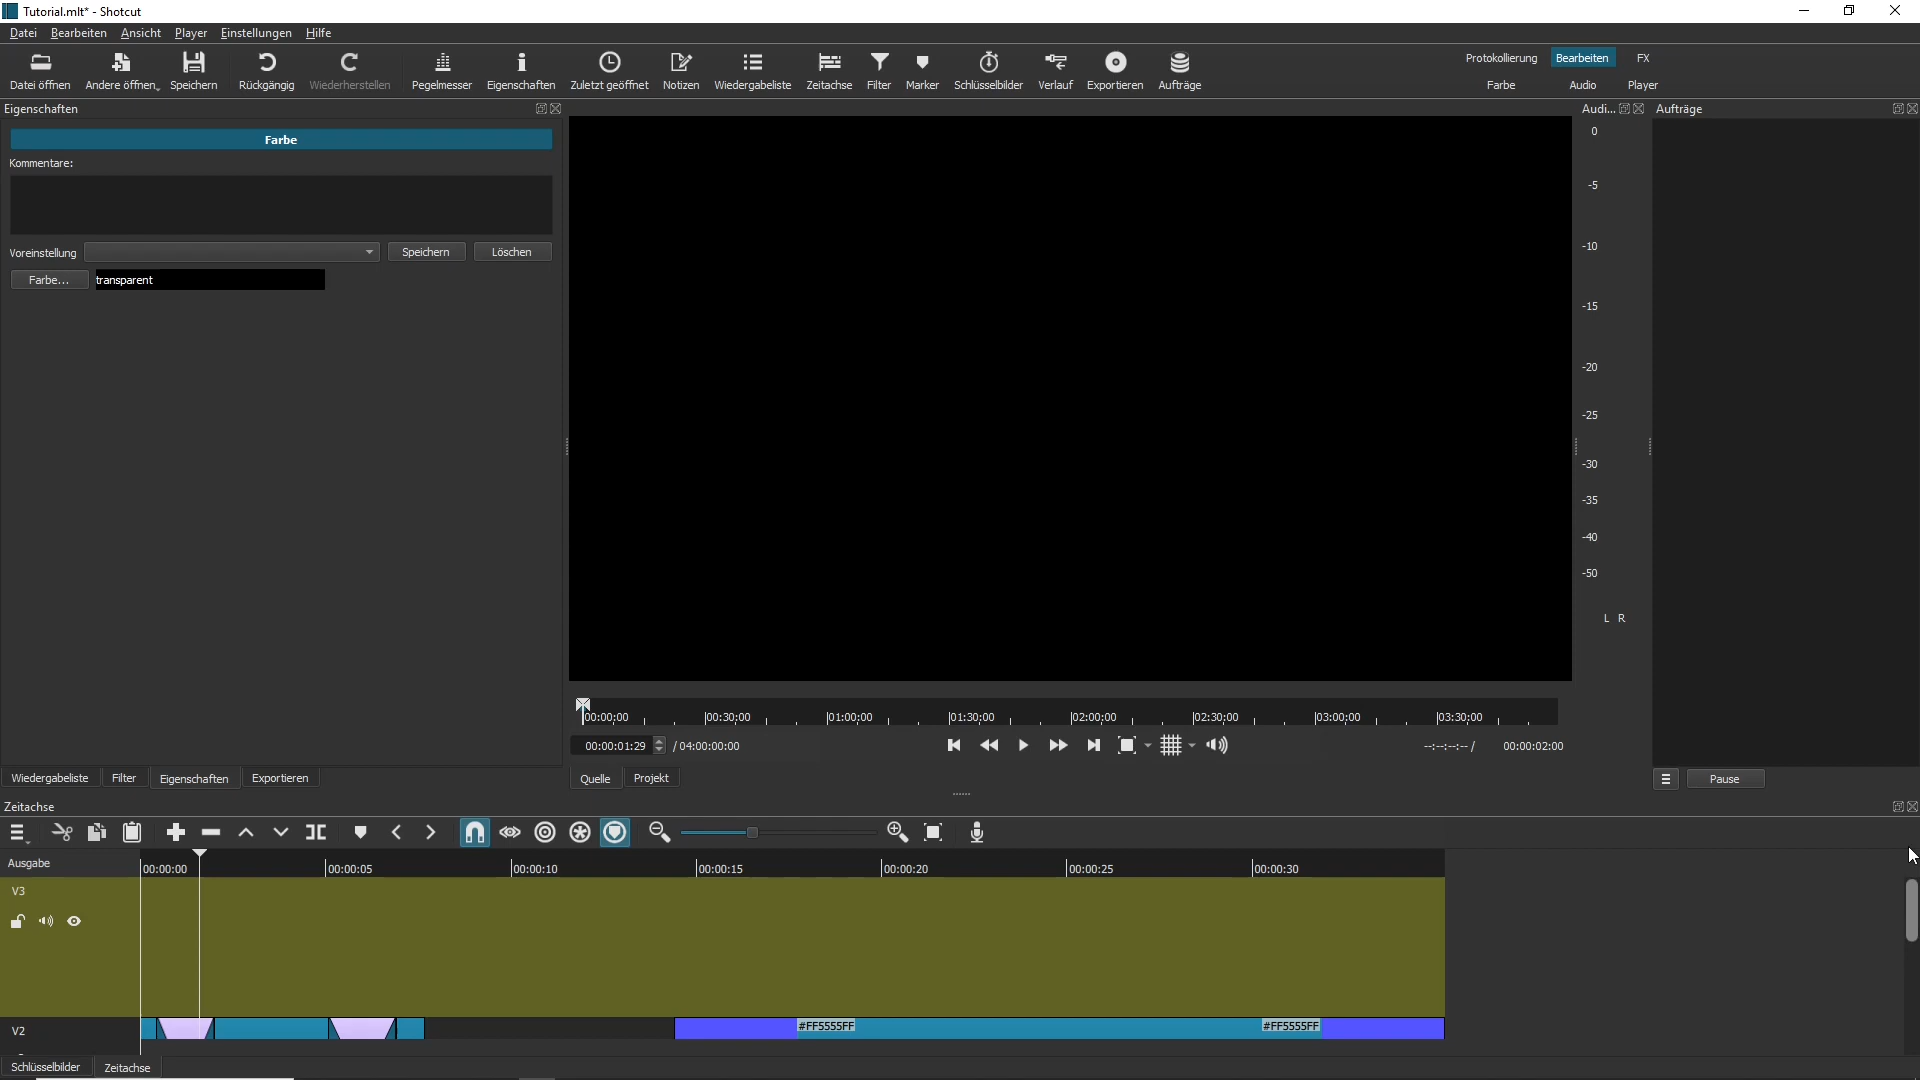 Tutorial.mlt* - Shotcut
Datei Bearbeiten Ansicht Player Einstellungen Hilfe
Datei öffnen Andere öffnen Speichern Rückgängig Wiederherstellen Pegelmesser Eigenschaften Zuletzt geöffnet Notizen Wiedergabeliste Zeitachse Filter Marker Schlüsselbilder Verlauf Exportieren Aufträge
Protokollierung Bearbeiten FX
Farbe Audio Player
Eigenschaften
Farbe
Kommentare:
Voreinstellung Speichern Löschen
Farbe... transparent
Audi...
0
-5
-10
-15
-20
-25
-30
-35
-40
-50
L R
Aufträge
00:00:00 00:30:00 01:00:00 01:30:00 02:00:00 02:30:00 03:00:00 03:30:00
00:00:01:29 / 04:00:00:00 --:--:--:-- / 00:00:02:00
Wiedergabeliste Filter Eigenschaften Exportieren
Quelle Projekt
Pause
Zeitachse
Ausgabe
00:00:00 00:00:05 00:00:10 00:00:15 00:00:20 00:00:25 00:00:30
V3
V2
#FF5555FF #FF5555FF
Schlüsselbilder Zeitachse